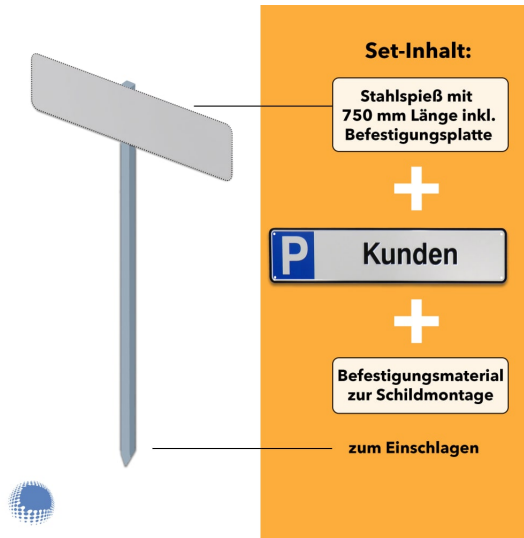 Set-Inhalt:
Stahlspieß mit
750 mm Länge inkl.
Befestigungsplatte
+
P Kunden
+
Befestigungsmaterial
zur Schildmontage
zum Einschlagen